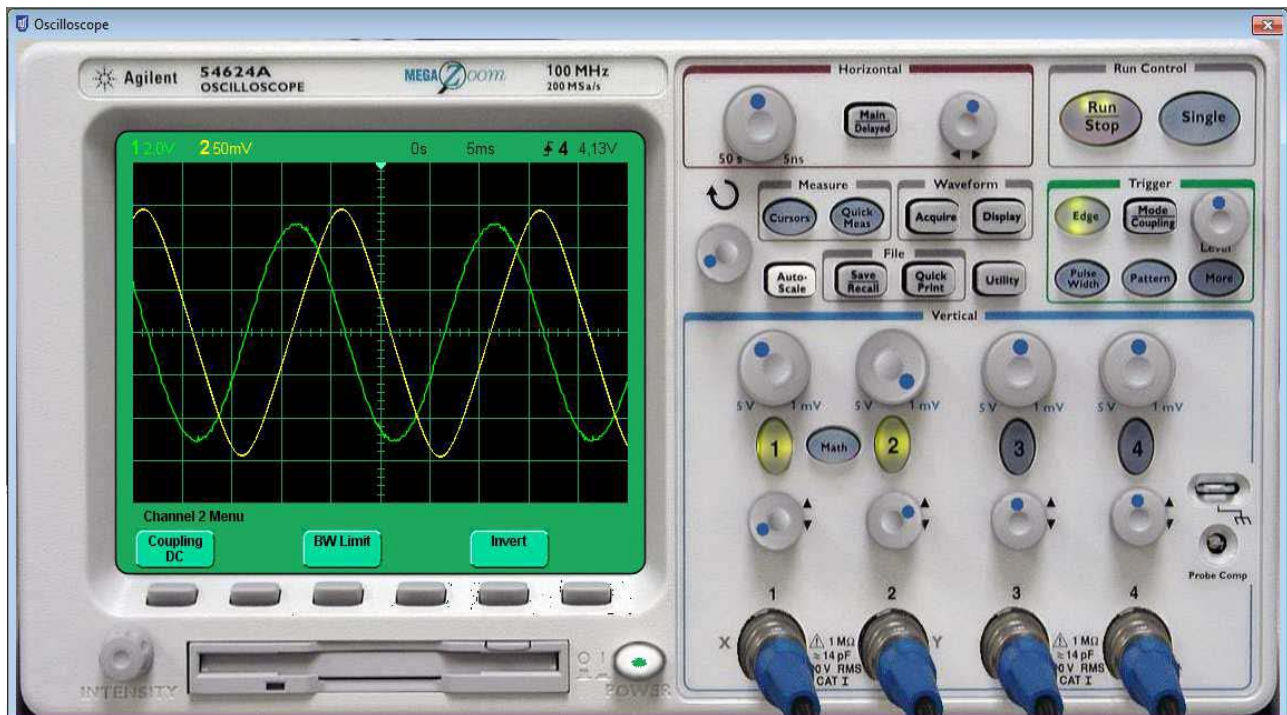 Oscilloscope
Agilent
54624A
OSCILLOSCOPE
MEGA Zoom
100 MHz
200 MSa/s
1 2.0V 2 50mV 0s 5ms 4 4,13V
Channel 2 Menu
Coupling
DC
BW Limit
Invert
INTENSITY
POWER
Horizontal
Main
Delayed
50 s 5ns
Run Control
Run
Stop
Single
Measure
Cursors
Quick
Meas
Waveform
Acquire
Display
Trigger
Edge
Mode
Coupling
Level
File
Auto-
Scale
Save
Recall
Quick
Print
Utility
Pulse
Width
Pattern
More
Vertical
5 V 1 mV
5 V 1 mV
5 V 1 mV
5 V 1 mV
1
Math
2
3
4
Probe Comp
1
2
3
4
X
Y
1 MΩ
≈ 14 pF
0 V RMS
CAT I
1 MΩ
≈ 14 pF
0 V RMS
CAT I